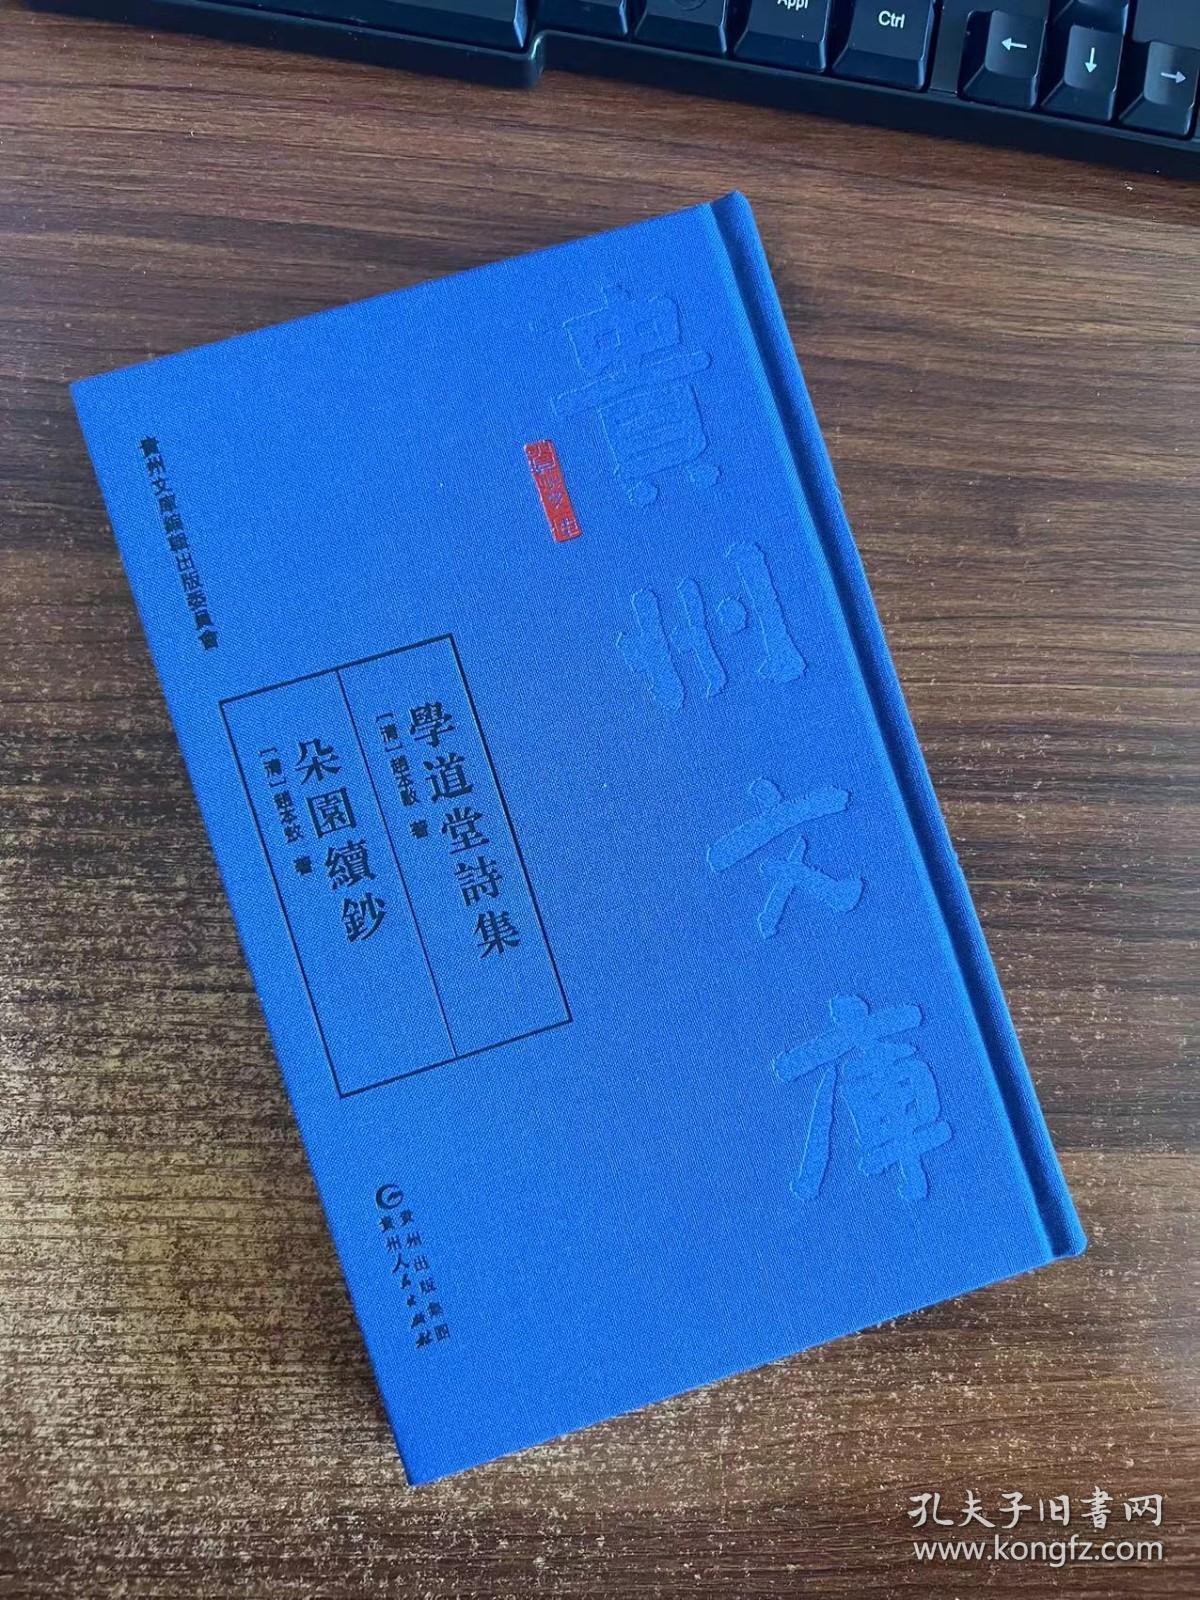 Appl
Ctrl
←
↓
→
貴州文庫
學道堂詩集
〔清〕趙本敭 著
朵園續鈔
〔清〕趙本敭 著
貴州文庫編輯出版委員會
貴州出版集團
貴州人民出版社
孔夫子旧书网
www.kongfz.com